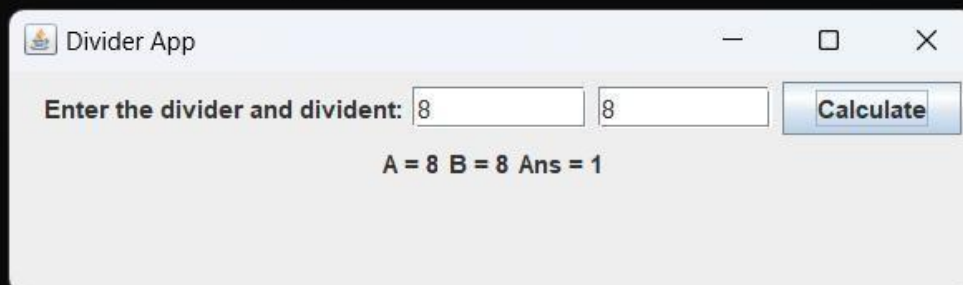 Divider App
Enter the divider and divident: 8 8 Calculate
A = 8 B = 8 Ans = 1